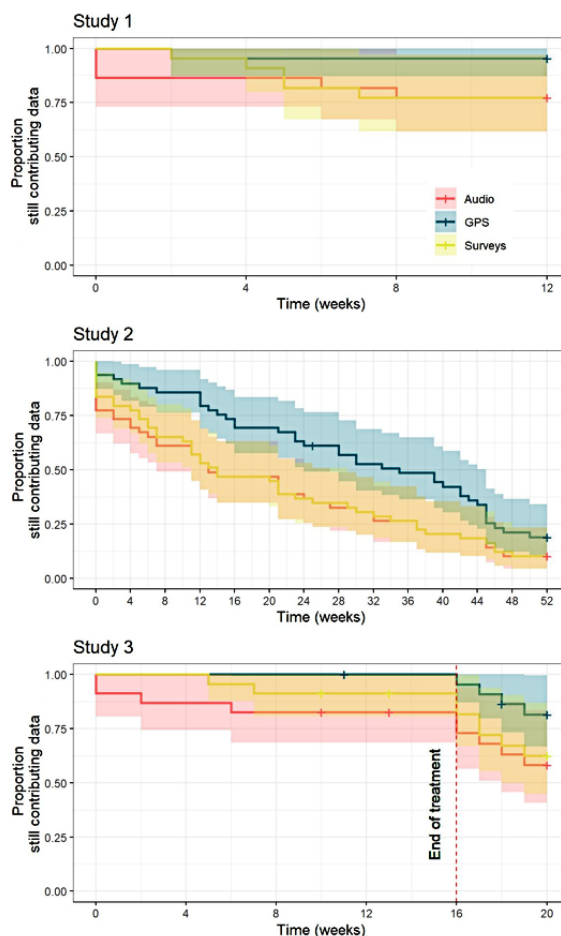 Study 1
1.00
0.75
0.50
0.25
0.00
Proportion
still contributing data
Audio
GPS
Surveys
0 4 8 12
Time (weeks)
Study 2
1.00
0.75
0.50
0.25
0.00
Proportion
still contributing data
0 4 8 12 16 20 24 28 32 36 40 44 48 52
Time (weeks)
Study 3
1.00
0.75
0.50
0.25
0.00
Proportion
still contributing data
End of treatment
0 4 8 12 16 20
Time (weeks)